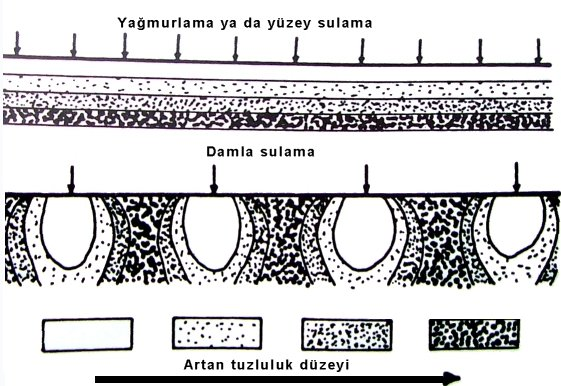 Yağmurlama ya da yüzey sulama
Damla sulama
Artan tuzluluk düzeyi